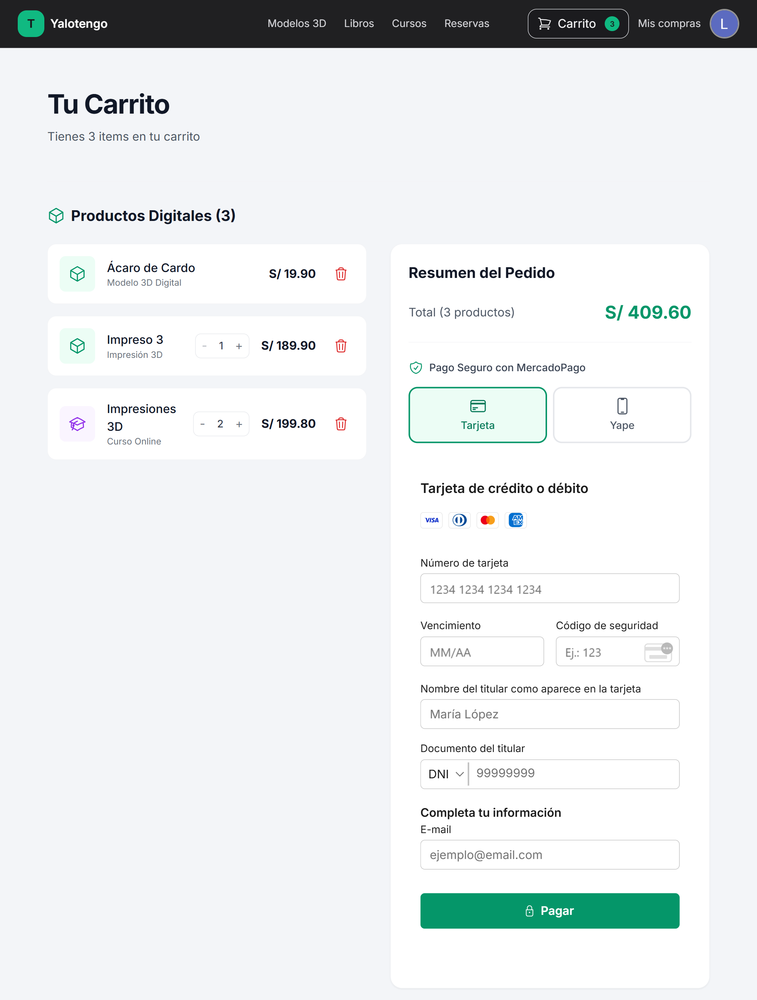 T Yalotengo
Modelos 3D Libros Cursos Reservas Carrito 3 Mis compras L
Tu Carrito
Tienes 3 items en tu carrito
Productos Digitales (3)
Ácaro de Cardo
Modelo 3D Digital
S/ 19.90
Impreso 3
Impresión 3D
- 1 +
S/ 189.90
Impresiones
3D
Curso Online
- 2 +
S/ 199.80
Resumen del Pedido
Total (3 productos) S/ 409.60
Pago Seguro con MercadoPago
Tarjeta
Yape
Tarjeta de crédito o débito
VISA
AM
EX
Número de tarjeta
1234 1234 1234 1234
Vencimiento
MM/AA
Código de seguridad
Ej.: 123
***
Nombre del titular como aparece en la tarjeta
María López
Documento del titular
DNI 99999999
Completa tu información
E-mail
ejemplo@email.com
Pagar